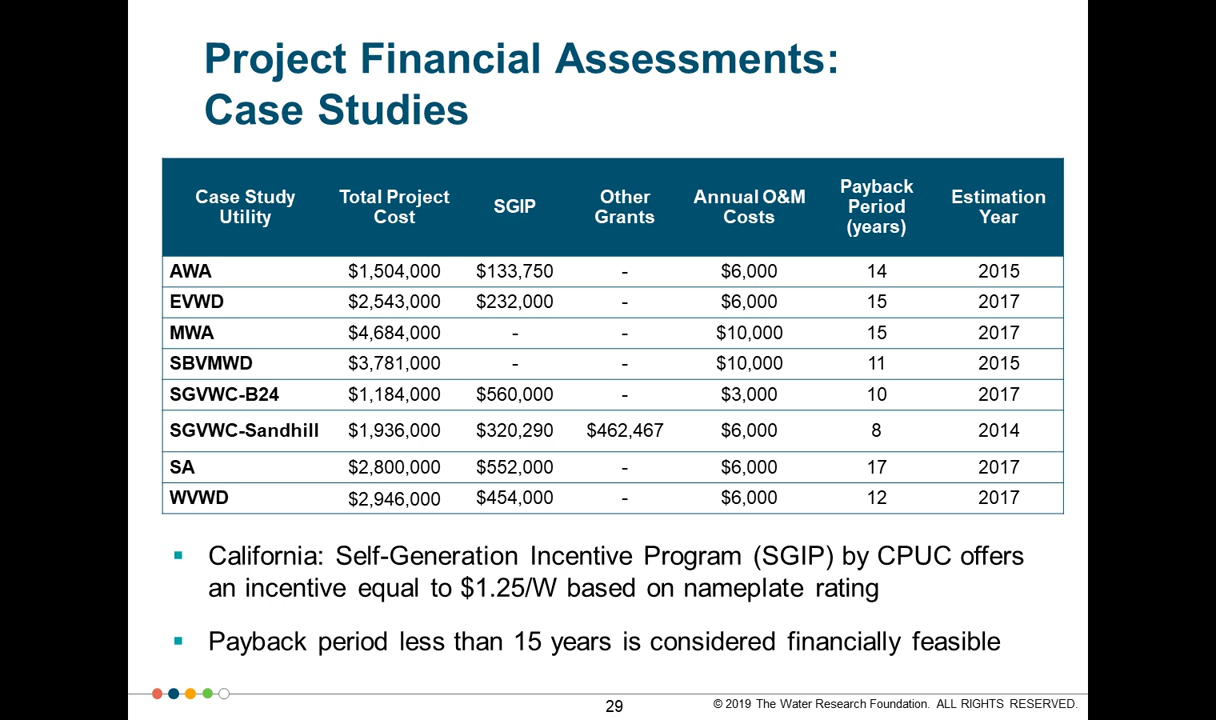 Project Financial Assessments:
Case Studies
Case Study Utility | Total Project Cost | SGIP | Other Grants | Annual O&M Costs | Payback Period (years) | Estimation Year
AWA | $1,504,000 | $133,750 | - | $6,000 | 14 | 2015
EVWD | $2,543,000 | $232,000 | - | $6,000 | 15 | 2017
MWA | $4,684,000 | - | - | $10,000 | 15 | 2017
SBVMWD | $3,781,000 | - | - | $10,000 | 11 | 2015
SGVWC-B24 | $1,184,000 | $560,000 | - | $3,000 | 10 | 2017
SGVWC-Sandhill | $1,936,000 | $320,290 | $462,467 | $6,000 | 8 | 2014
SA | $2,800,000 | $552,000 | - | $6,000 | 17 | 2017
WVWD | $2,946,000 | $454,000 | - | $6,000 | 12 | 2017
▪ California: Self-Generation Incentive Program (SGIP) by CPUC offers
an incentive equal to $1.25/W based on nameplate rating
▪ Payback period less than 15 years is considered financially feasible
29
© 2019 The Water Research Foundation. ALL RIGHTS RESERVED.